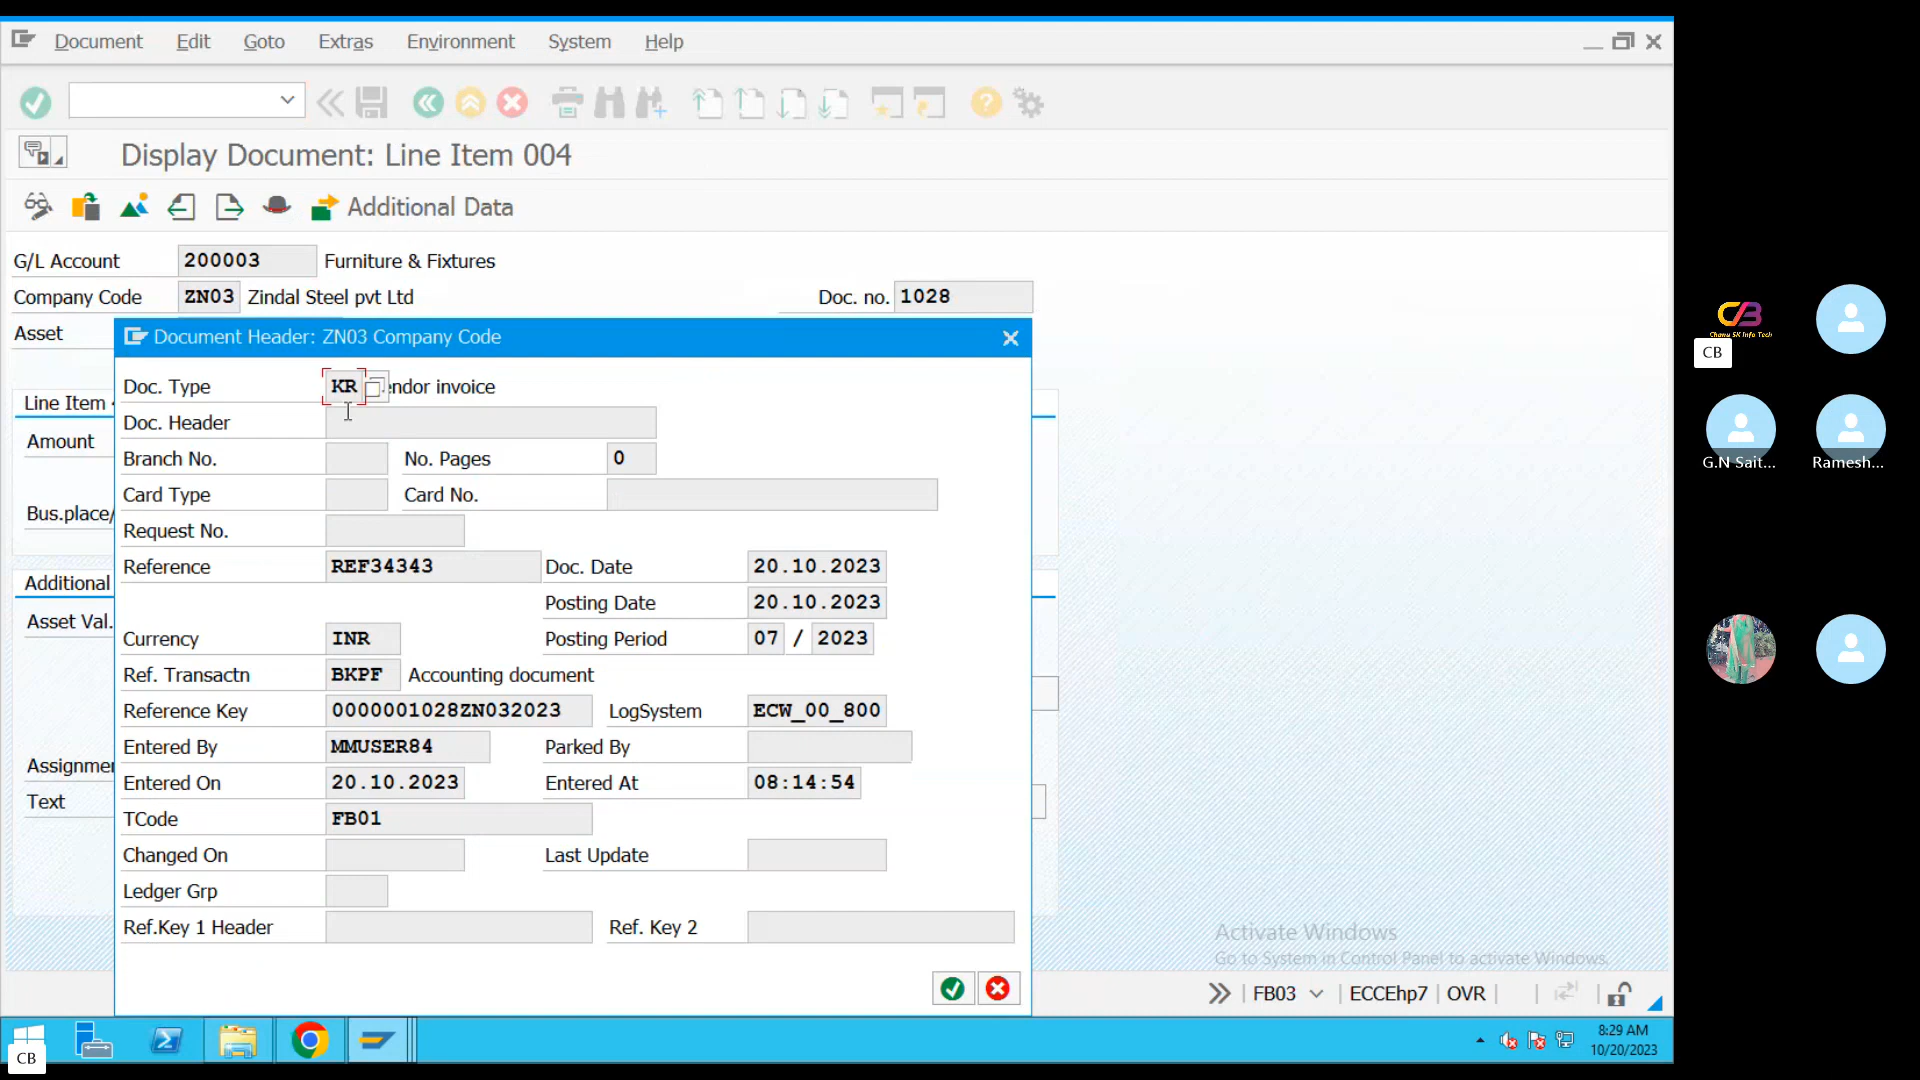 Document Edit Goto Extras Environment System Help
Display Document: Line Item 004
Additional Data
G/L Account 200003 Furniture & Fixtures
Company Code ZN03 Zindal Steel pvt Ltd Doc. no. 1028
Asset
Document Header: ZN03 Company Code
Doc. Type KR endor invoice
Line Item
Doc. Header
Amount
Branch No. No. Pages 0
Card Type Card No.
Bus.place/
Request No.
Reference REF34343 Doc. Date 20.10.2023
Additional
Posting Date 20.10.2023
Asset Val.
Currency INR Posting Period 07 / 2023
Ref. Transactn BKPF Accounting document
Reference Key 0000001028ZN032023 LogSystem ECW_00_800
Entered By MMUSER84 Parked By
Assignmen
Entered On 20.10.2023 Entered At 08:14:54
Text
TCode FB01
Changed On Last Update
Ledger Grp
Ref.Key 1 Header Ref. Key 2
Activate Windows
Go to System in Control Panel to activate Windows.
FB03 ECCEhp7 OVR
8:29 AM
10/20/2023
CB
CB
Chawu SK Info Tech
CB
G.N Sait...
Ramesh...